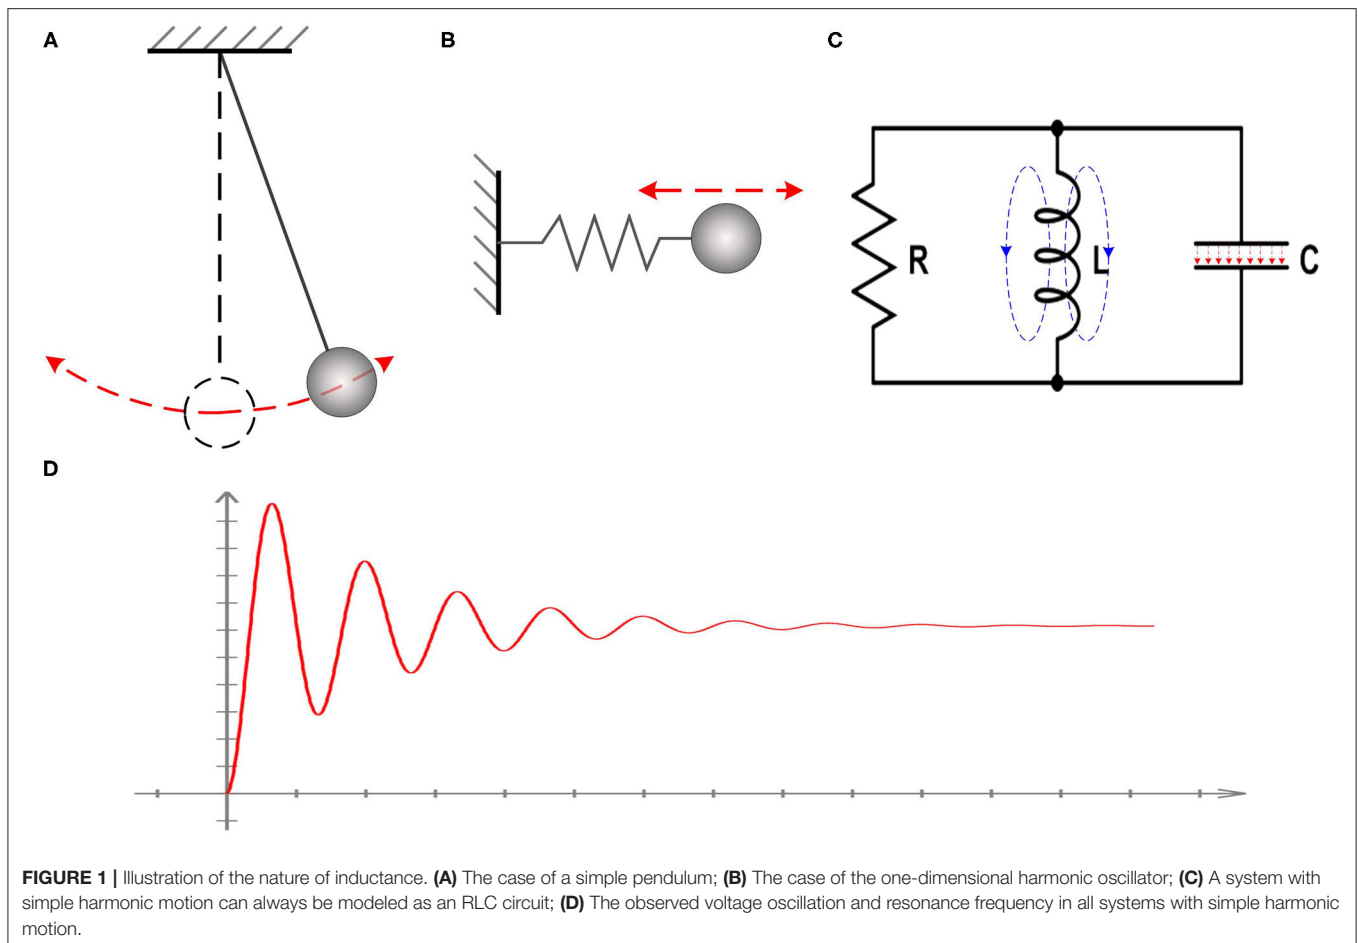 A
B
C
R
L
C
D
FIGURE 1 | Illustration of the nature of inductance. (A) The case of a simple pendulum; (B) The case of the one-dimensional harmonic oscillator; (C) A system with
simple harmonic motion can always be modeled as an RLC circuit; (D) The observed voltage oscillation and resonance frequency in all systems with simple harmonic
motion.